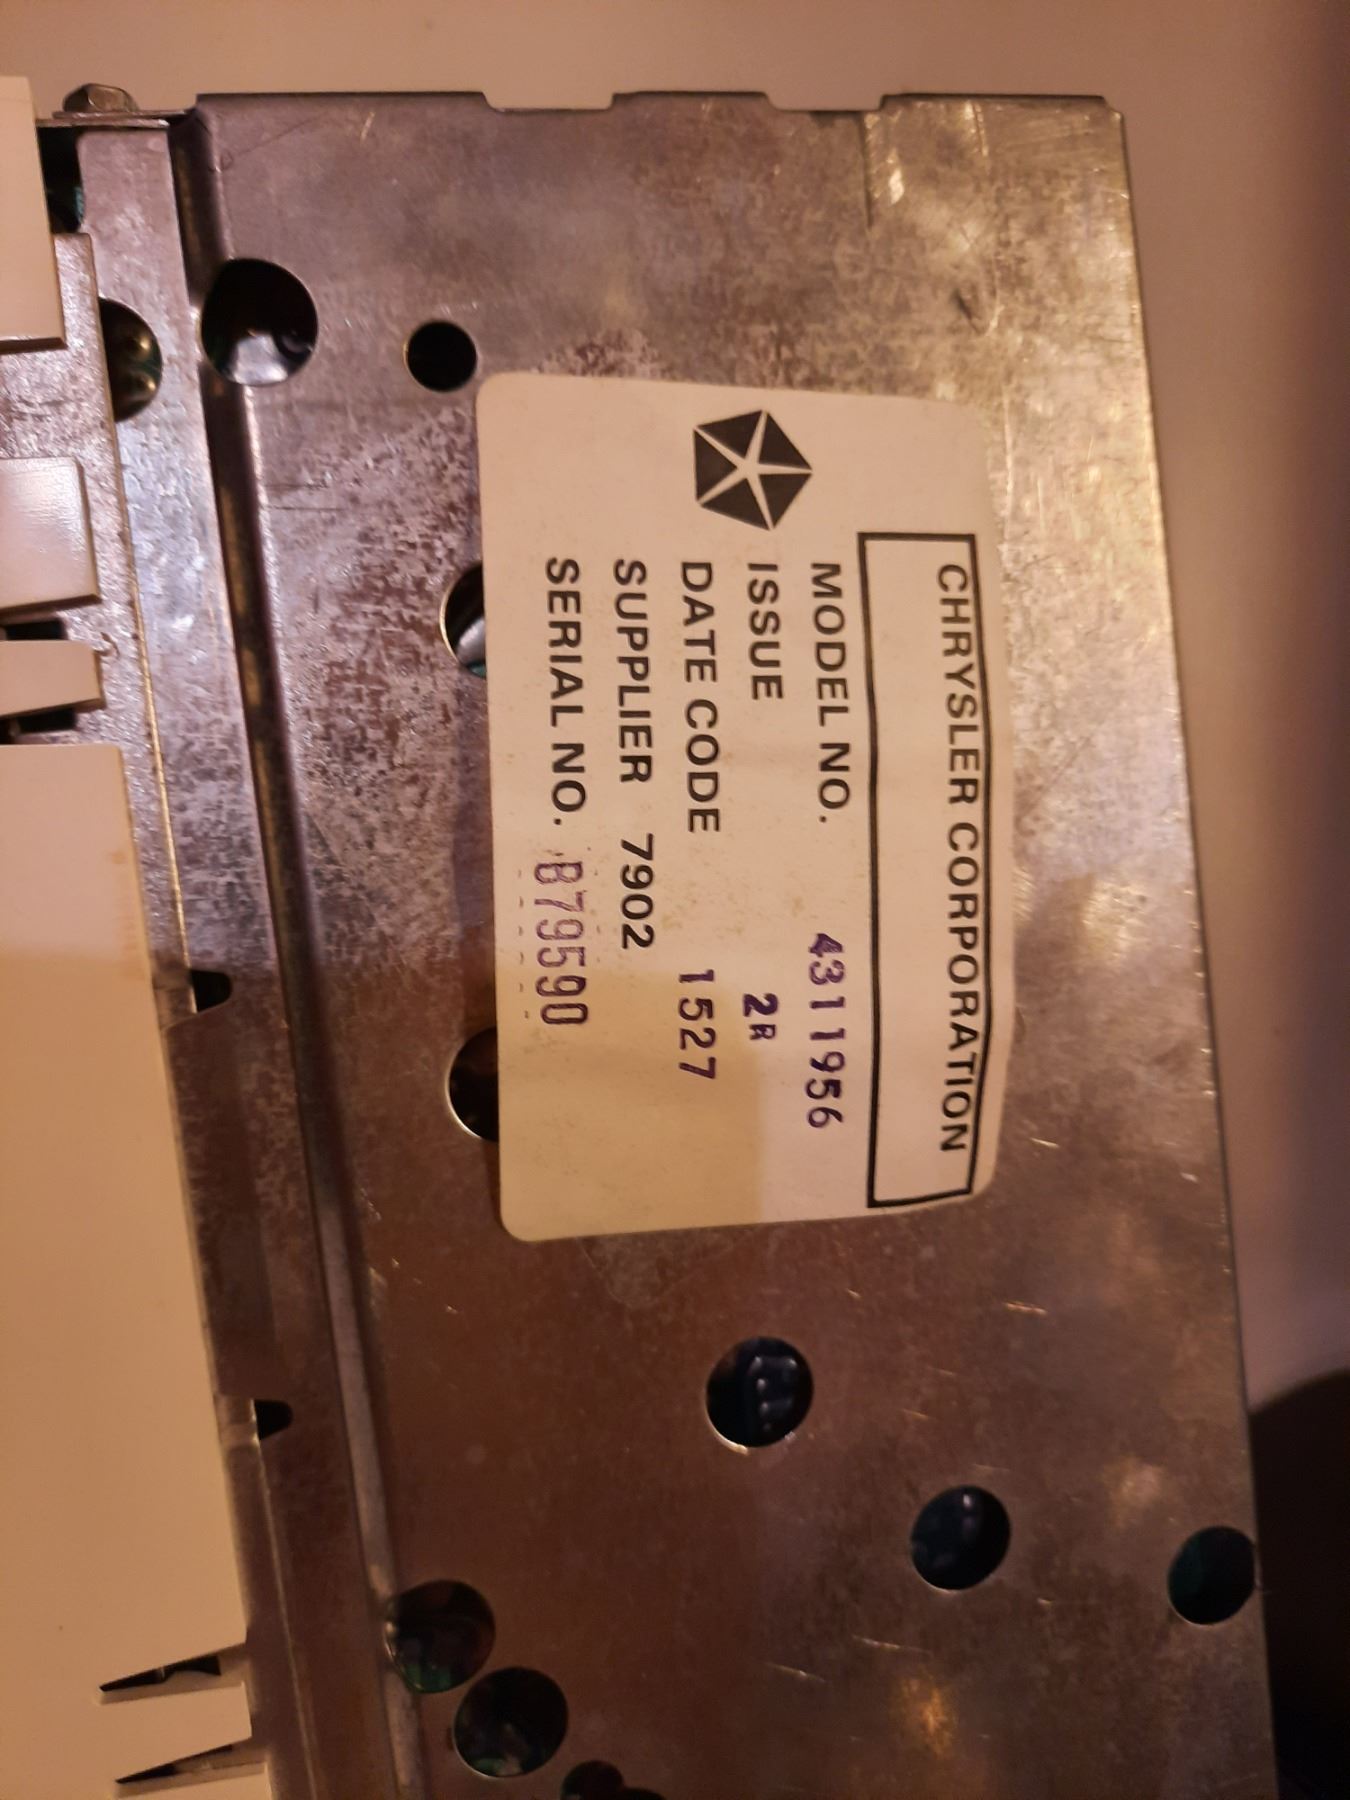 CHRYSLER CORPORATION
MODEL NO. 4311956
ISSUE 2R
DATE CODE 1527
SUPPLIER 7902
SERIAL NO. B79590